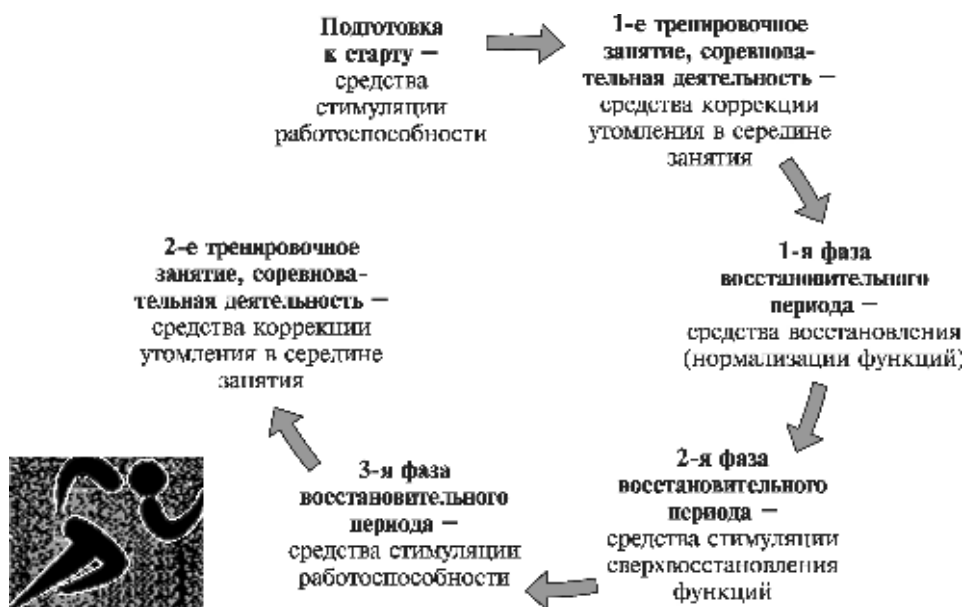 Подготовка
к старту —
средства
стимуляции
работоспособности
1-е тренировочное
занятие, соревнова-
тельная деятельность —
средства коррекции
утомления в середине
занятия
1-я фаза
восстановительного
периода —
средства восстановления
(нормализации функций)
2-я фаза
восстановительного
периода —
средства стимуляции
сверхвосстановления
функций
3-я фаза
восстановительного
периода —
средства стимуляции
работоспособности
2-е тренировочное
занятие, соревнова-
тельная деятельность —
средства коррекции
утомления в середине
занятия